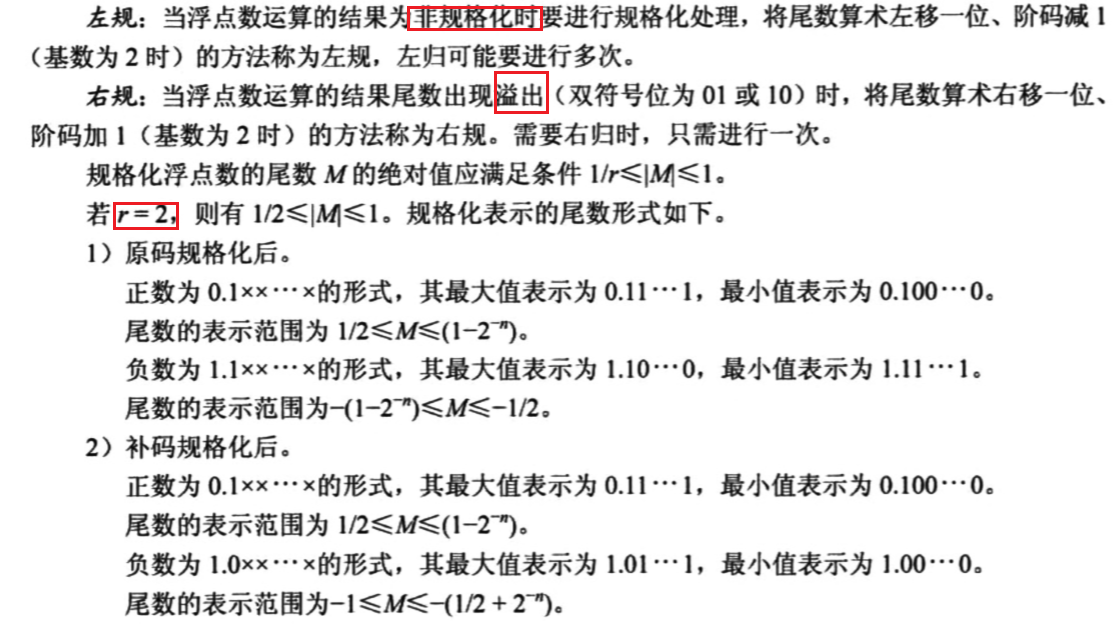 左规：当浮点数运算的结果为非规格化时要进行规格化处理，将尾数算术左移一位、阶码减 1
（基数为 2 时）的方法称为左规，左归可能要进行多次。
右规：当浮点数运算的结果尾数出现溢出（双符号位为 01 或 10）时，将尾数算术右移一位、
阶码加 1（基数为 2 时）的方法称为右规。需要右归时，只需进行一次。
规格化浮点数的尾数 M 的绝对值应满足条件 1/r≤|M|≤1。
若 r = 2，则有 1/2≤|M|≤1。规格化表示的尾数形式如下。
1）原码规格化后。
正数为 0.1××⋯×的形式，其最大值表示为 0.11⋯1，最小值表示为 0.100⋯0。
尾数的表示范围为 1/2≤M≤(1−2⁻ⁿ)。
负数为 1.1××⋯×的形式，其最大值表示为 1.10⋯0，最小值表示为 1.11⋯1。
尾数的表示范围为−(1−2⁻ⁿ)≤M≤−1/2。
2）补码规格化后。
正数为 0.1××⋯×的形式，其最大值表示为 0.11⋯1，最小值表示为 0.100⋯0。
尾数的表示范围为 1/2≤M≤(1−2⁻ⁿ)。
负数为 1.0××⋯×的形式，其最大值表示为 1.01⋯1，最小值表示为 1.00⋯0。
尾数的表示范围为−1≤M≤−(1/2 + 2⁻ⁿ)。